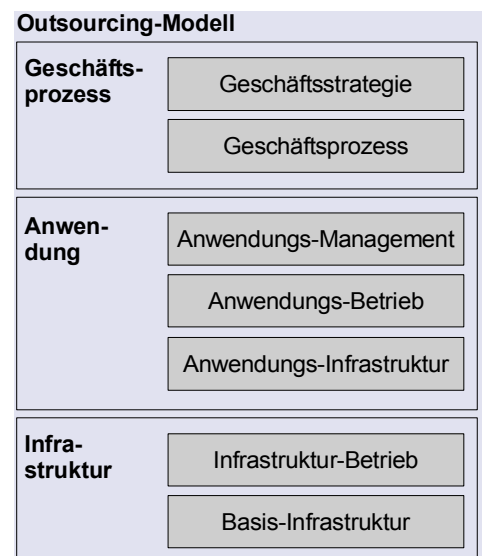 Outsourcing-Modell
Geschäfts-
prozess
Geschäftsstrategie
Geschäftsprozess
Anwen-
dung
Anwendungs-Management
Anwendungs-Betrieb
Anwendungs-Infrastruktur
Infra-
struktur
Infrastruktur-Betrieb
Basis-Infrastruktur